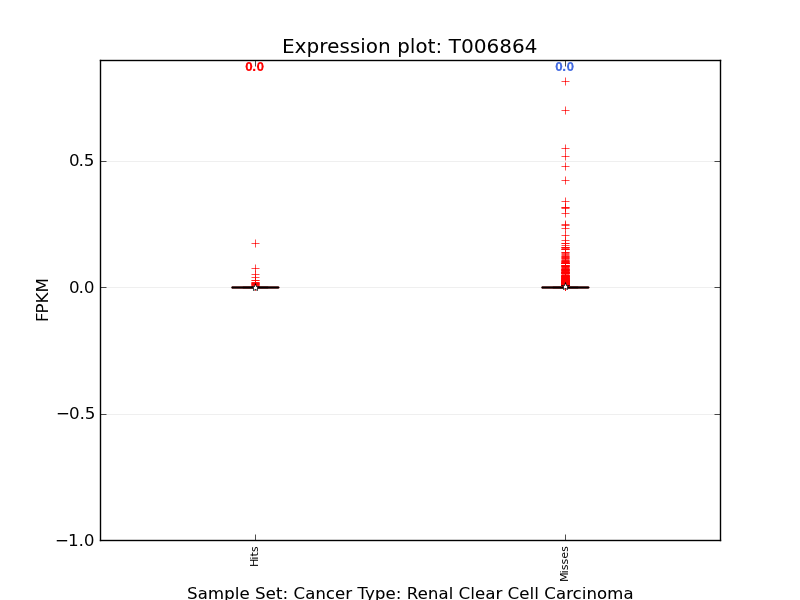 Expression plot: T006864
0.0 0.0
0.5
0.0
−0.5
−1.0
FPKM
Hits
Misses
Sample Set: Cancer Type: Renal Clear Cell Carcinoma